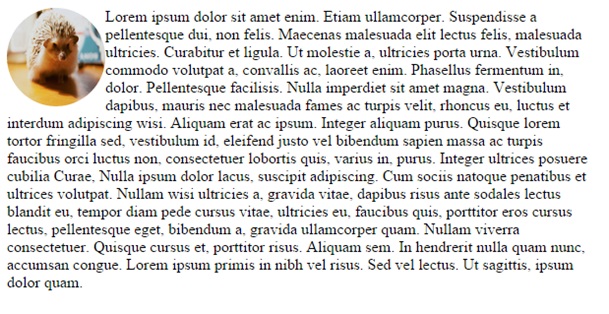 Lorem ipsum dolor sit amet enim. Etiam ullamcorper. Suspendisse a
pellentesque dui, non felis. Maecenas malesuada elit lectus felis, malesuada
ultricies. Curabitur et ligula. Ut molestie a, ultricies porta urna. Vestibulum
commodo volutpat a, convallis ac, laoreet enim. Phasellus fermentum in,
dolor. Pellentesque facilisis. Nulla imperdiet sit amet magna. Vestibulum
dapibus, mauris nec malesuada fames ac turpis velit, rhoncus eu, luctus et
interdum adipiscing wisi. Aliquam erat ac ipsum. Integer aliquam purus. Quisque lorem
tortor fringilla sed, vestibulum id, eleifend justo vel bibendum sapien massa ac turpis
faucibus orci luctus non, consectetuer lobortis quis, varius in, purus. Integer ultrices posuere
cubilia Curae, Nulla ipsum dolor lacus, suscipit adipiscing. Cum sociis natoque penatibus et
ultrices volutpat. Nullam wisi ultricies a, gravida vitae, dapibus risus ante sodales lectus
blandit eu, tempor diam pede cursus vitae, ultricies eu, faucibus quis, porttitor eros cursus
lectus, pellentesque eget, bibendum a, gravida ullamcorper quam. Nullam viverra
consectetuer. Quisque cursus et, porttitor risus. Aliquam sem. In hendrerit nulla quam nunc,
accumsan congue. Lorem ipsum primis in nibh vel risus. Sed vel lectus. Ut sagittis, ipsum
dolor quam.